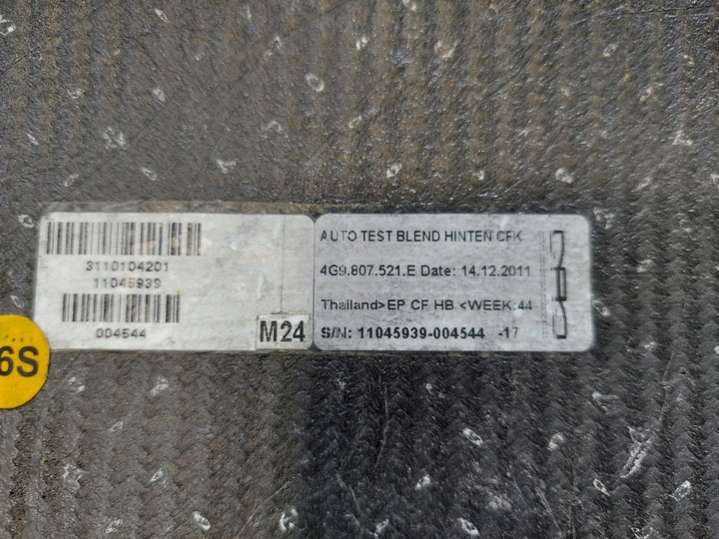 3110104201
11045939
004544
M24
6S
AUTO TEST BLEND HINTEN CFK
4G9.807.521.E Date: 14.12.2011
Thailand>EP CF HB.<WEEK:44
S/N: 11045939-004544 -17